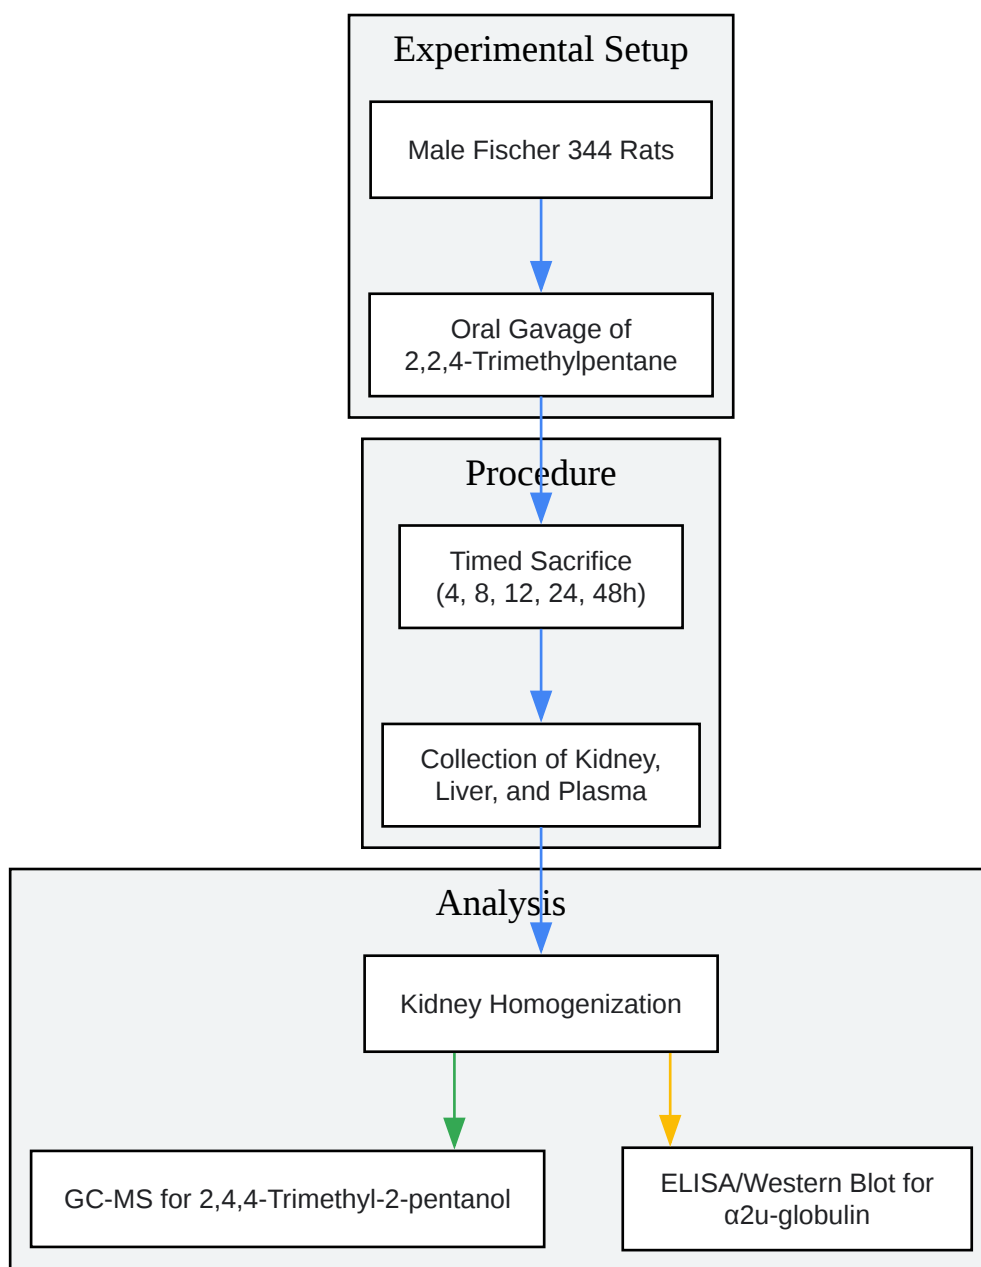 Experimental Setup
Male Fischer 344 Rats
Oral Gavage of
2,2,4-Trimethylpentane
Procedure
Timed Sacrifice
(4, 8, 12, 24, 48h)
Collection of Kidney,
Liver, and Plasma
Analysis
Kidney Homogenization
GC-MS for 2,4,4-Trimethyl-2-pentanol
ELISA/Western Blot for
α2u-globulin